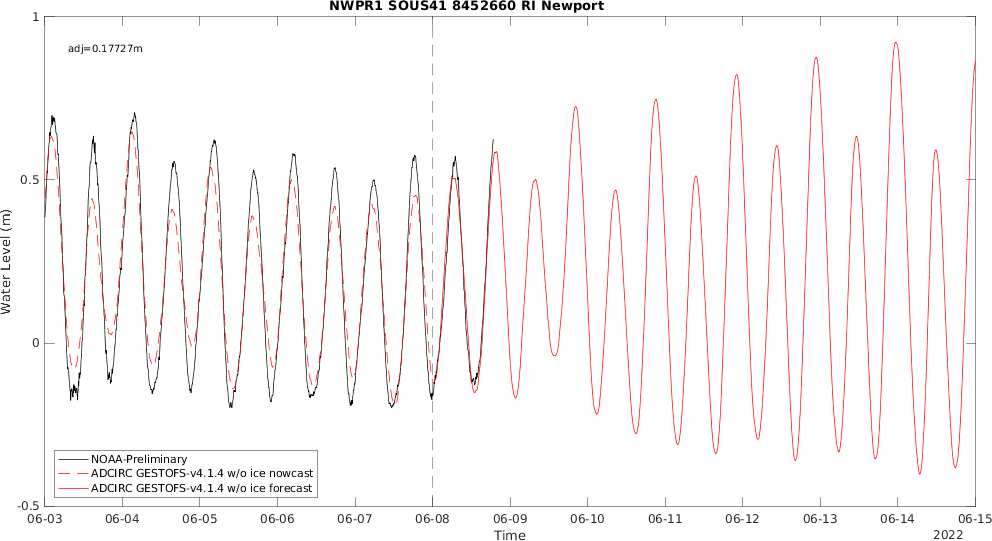 NWPR1 SOUS41 8452660 RI Newport
adj=0.17727m
1
0.5
0
-0.5
Water Level (m)
NOAA-Preliminary
ADCIRC GESTOFS-v4.1.4 w/o ice nowcast
ADCIRC GESTOFS-v4.1.4 w/o ice forecast
06-03 06-04 06-05 06-06 06-07 06-08 06-09 06-10 06-11 06-12 06-13 06-14 06-15
Time
2022